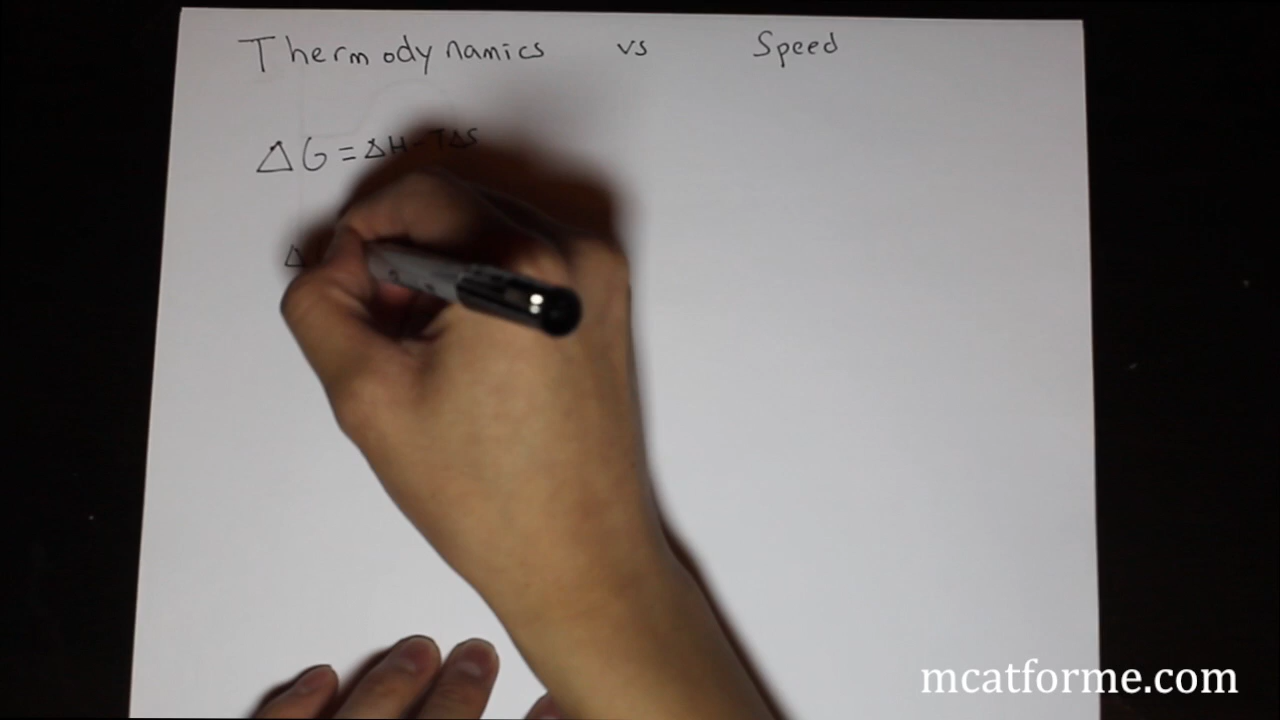 Thermodynamics vs Speed
ΔG = ΔH - TΔS
Δ
mcatforme.com